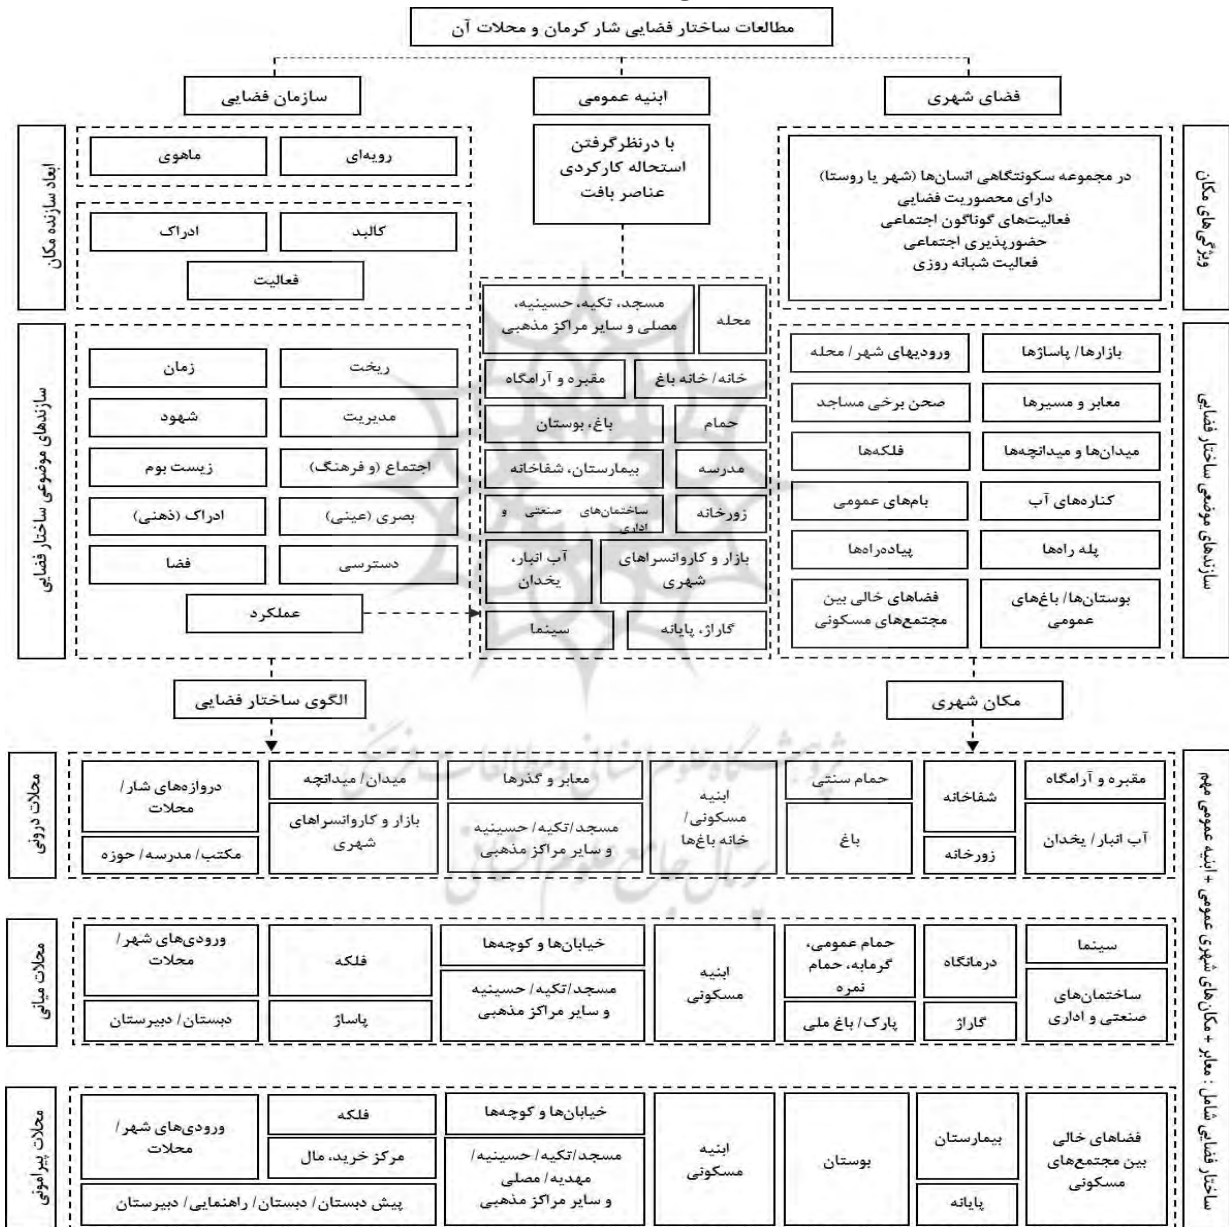 مطالعات ساختار فضایی شار کرمان و محلات آن
فضای شهری
ابنیه عمومی
سازمان فضایی
ویژگی‌های مکان
در مجموعه سکونتگاهی انسان‌ها (شهر یا روستا)
دارای محصوریت فضایی
فعالیت‌های گوناگون اجتماعی
حضورپذیری اجتماعی
فعالیت شبانه روزی
با درنظرگرفتن
استحاله کارکردی
عناصر بافت
رویه‌ای
ماهوی
کالبد
ادراک
فعالیت
ابعاد سازنده مکان
سازندهای موضعی ساختار فضایی
بازارها/ پاساژها
ورودیهای شهر/ محله
معابر و مسیرها
صحن برخی مساجد
میدان‌ها و میدانچه‌ها
فلکه‌ها
کناره‌های آب
بام‌های عمومی
پله راه‌ها
پیاده‌راه‌ها
بوستان‌ها/ باغ‌های
عمومی
فضاهای خالی بین
مجتمع‌های مسکونی
محله
مسجد، تکیه، حسینیه،
مصلی و سایر مراکز مذهبی
خانه/ خانه باغ
مقبره و آرامگاه
حمام
باغ، بوستان
مدرسه
بیمارستان، شفاخانه
زورخانه
ساختمان‌های صنعتی و
اداری
بازار و کاروانسراهای
شهری
آب انبار،
یخدان
گاراژ، پایانه
سینما
ریخت
زمان
مدیریت
شهود
اجتماع (و فرهنگ)
زیست بوم
بصری (عینی)
ادراک (ذهنی)
دسترسی
فضا
عملکرد
سازندهای موضوعی ساختار فضایی
مکان شهری
الگوی ساختار فضایی
پژوهشگاه علوم انسانی و مطالعات فرهنگی
پرتال جامع علوم انسانی
ساختار فضایی شامل : معابر +مکان‌های شهری عمومی + ابنیه عمومی مهم
مقبره و آرامگاه
آب انبار/ یخدان
شفاخانه
زورخانه
حمام سنتی
باغ
ابنیه
مسکونی/
خانه باغ‌ها
معابر و گذرها
مسجد/تکیه/ حسینیه
و سایر مراکز مذهبی
میدان/ میدانچه
بازار و کاروانسراهای
شهری
دروازه‌های شار/
محلات
مکتب/ مدرسه/ حوزه
محلات درونی
سینما
ساختمان‌های
صنعتی و اداری
درمانگاه
گاراژ
حمام عمومی،
گرمابه، حمام
نمره
پارک/ باغ ملی
ابنیه
مسکونی
خیابان‌ها و کوچه‌ها
مسجد/تکیه/ حسینیه
و سایر مراکز مذهبی
فلکه
پاساژ
ورودی‌های شهر/
محلات
دبستان/ دبیرستان
محلات میانی
فضاهای خالی
بین مجتمع‌های
مسکونی
بیمارستان
پایانه
بوستان
ابنیه
مسکونی
خیابان‌ها و کوچه‌ها
مسجد/تکیه/ حسینیه/
مهدیه/ مصلی
و سایر مراکز مذهبی
فلکه
مرکز خرید، مال
ورودی‌های شهر/
محلات
پیش دبستان/ دبستان/ راهنمایی/ دبیرستان
محلات پیرامونی